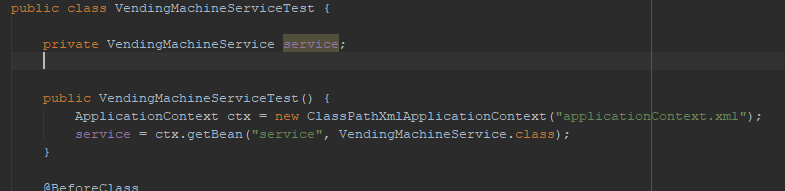 public class VendingMachineServiceTest {
private VendingMachineService service;
public VendingMachineServiceTest() {
ApplicationContext ctx = new ClassPathXmlApplicationContext("applicationContext.xml");
service = ctx.getBean("service", VendingMachineService.class);
}
@BeforeClass